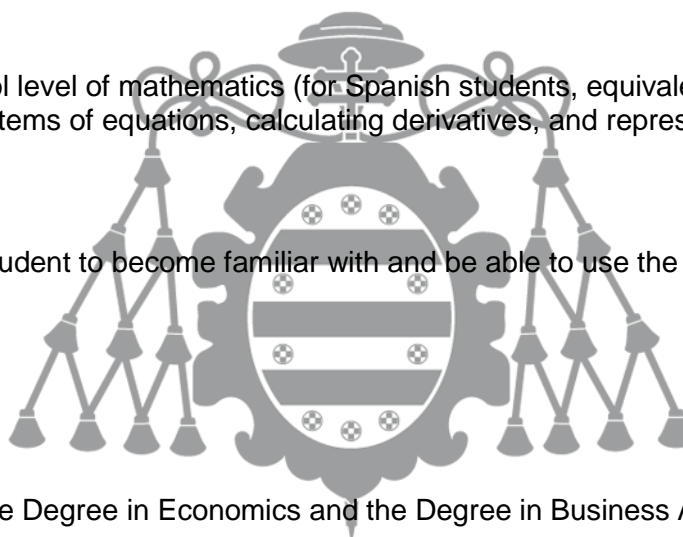 level of mathematics (for Spanish students, equivale
tems of equations, calculating derivatives, and repres
udent to become familiar with and be able to use the
e Degree in Economics and the Degree in Business A